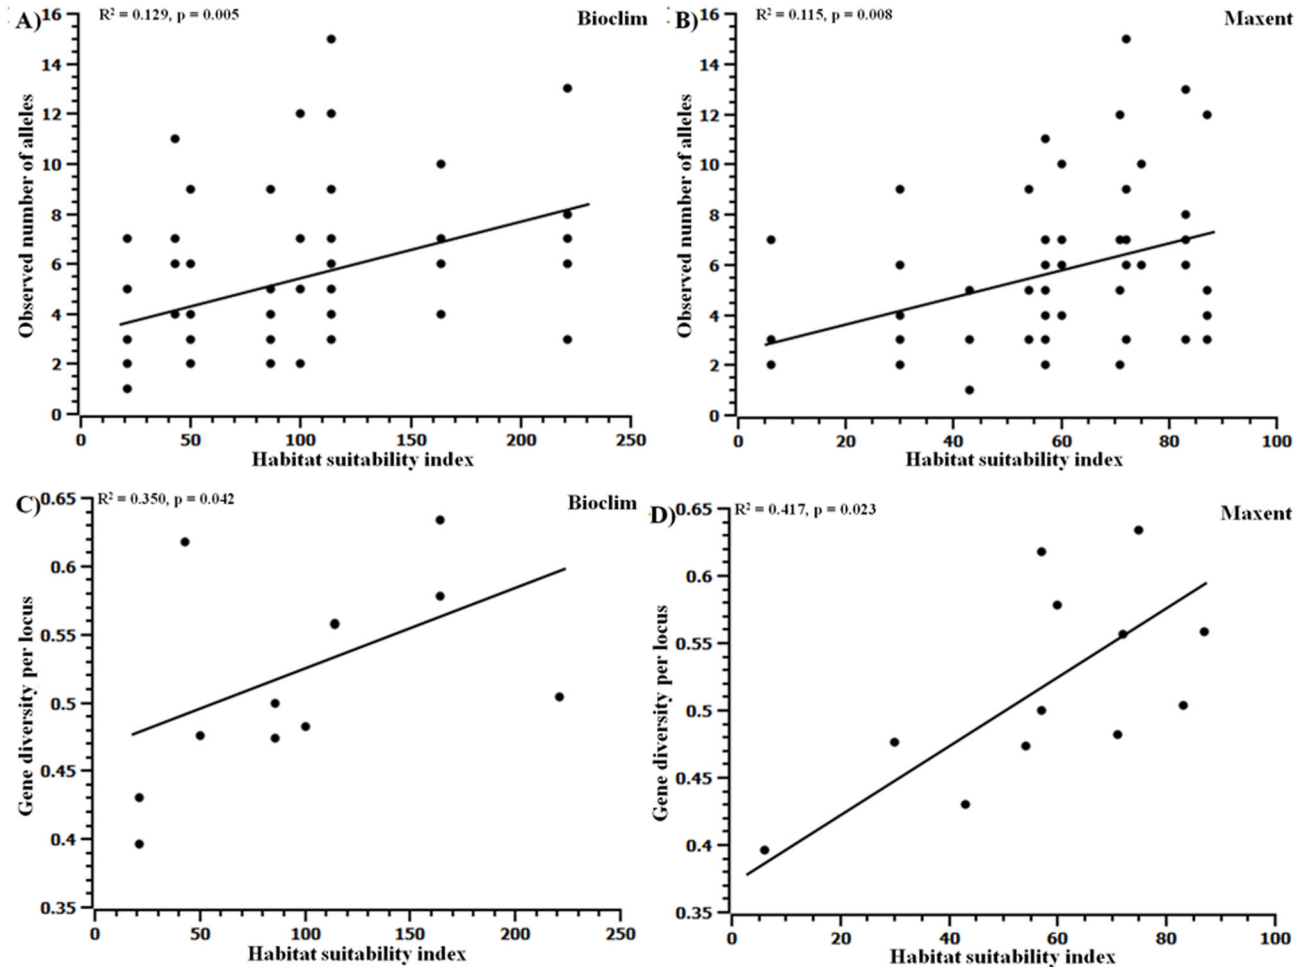 A)
R² = 0.129, p = 0.005
Bioclim
Observed number of alleles
16
14
12
10
8
6
4
2
0
0 50 100 150 200 250
Habitat suitability index
B)
R² = 0.115, p = 0.008
Maxent
Observed number of alleles
16
14
12
10
8
6
4
2
0
0 20 40 60 80 100
Habitat suitability index
C)
R² = 0.350, p = 0.042
Bioclim
Gene diversity per locus
0.65
0.6
0.55
0.5
0.45
0.4
0.35
0 50 100 150 200 250
Habitat suitability index
D)
R² = 0.417, p = 0.023
Maxent
Gene diversity per locus
0.65
0.6
0.55
0.5
0.45
0.4
0.35
0 20 40 60 80 100
Habitat suitability index